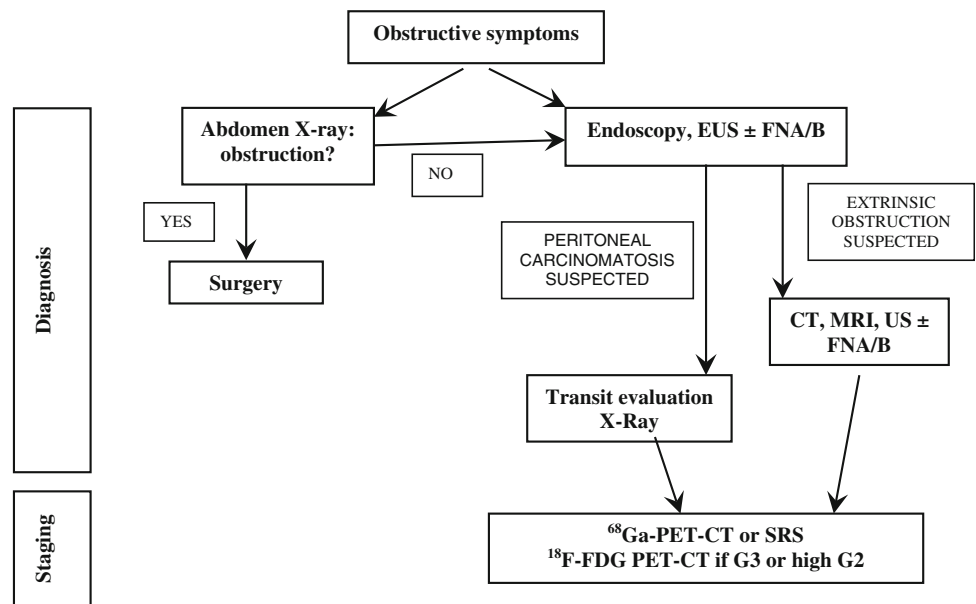 Obstructive symptoms
Diagnosis
Abdomen X-ray:
obstruction?
Endoscopy, EUS ± FNA/B
NO
YES
Surgery
PERITONEAL
CARCINOMATOSIS
SUSPECTED
EXTRINSIC
OBSTRUCTION
SUSPECTED
CT, MRI, US ±
FNA/B
Transit evaluation
X-Ray
Staging
⁶⁸Ga-PET-CT or SRS
¹⁸F-FDG PET-CT if G3 or high G2